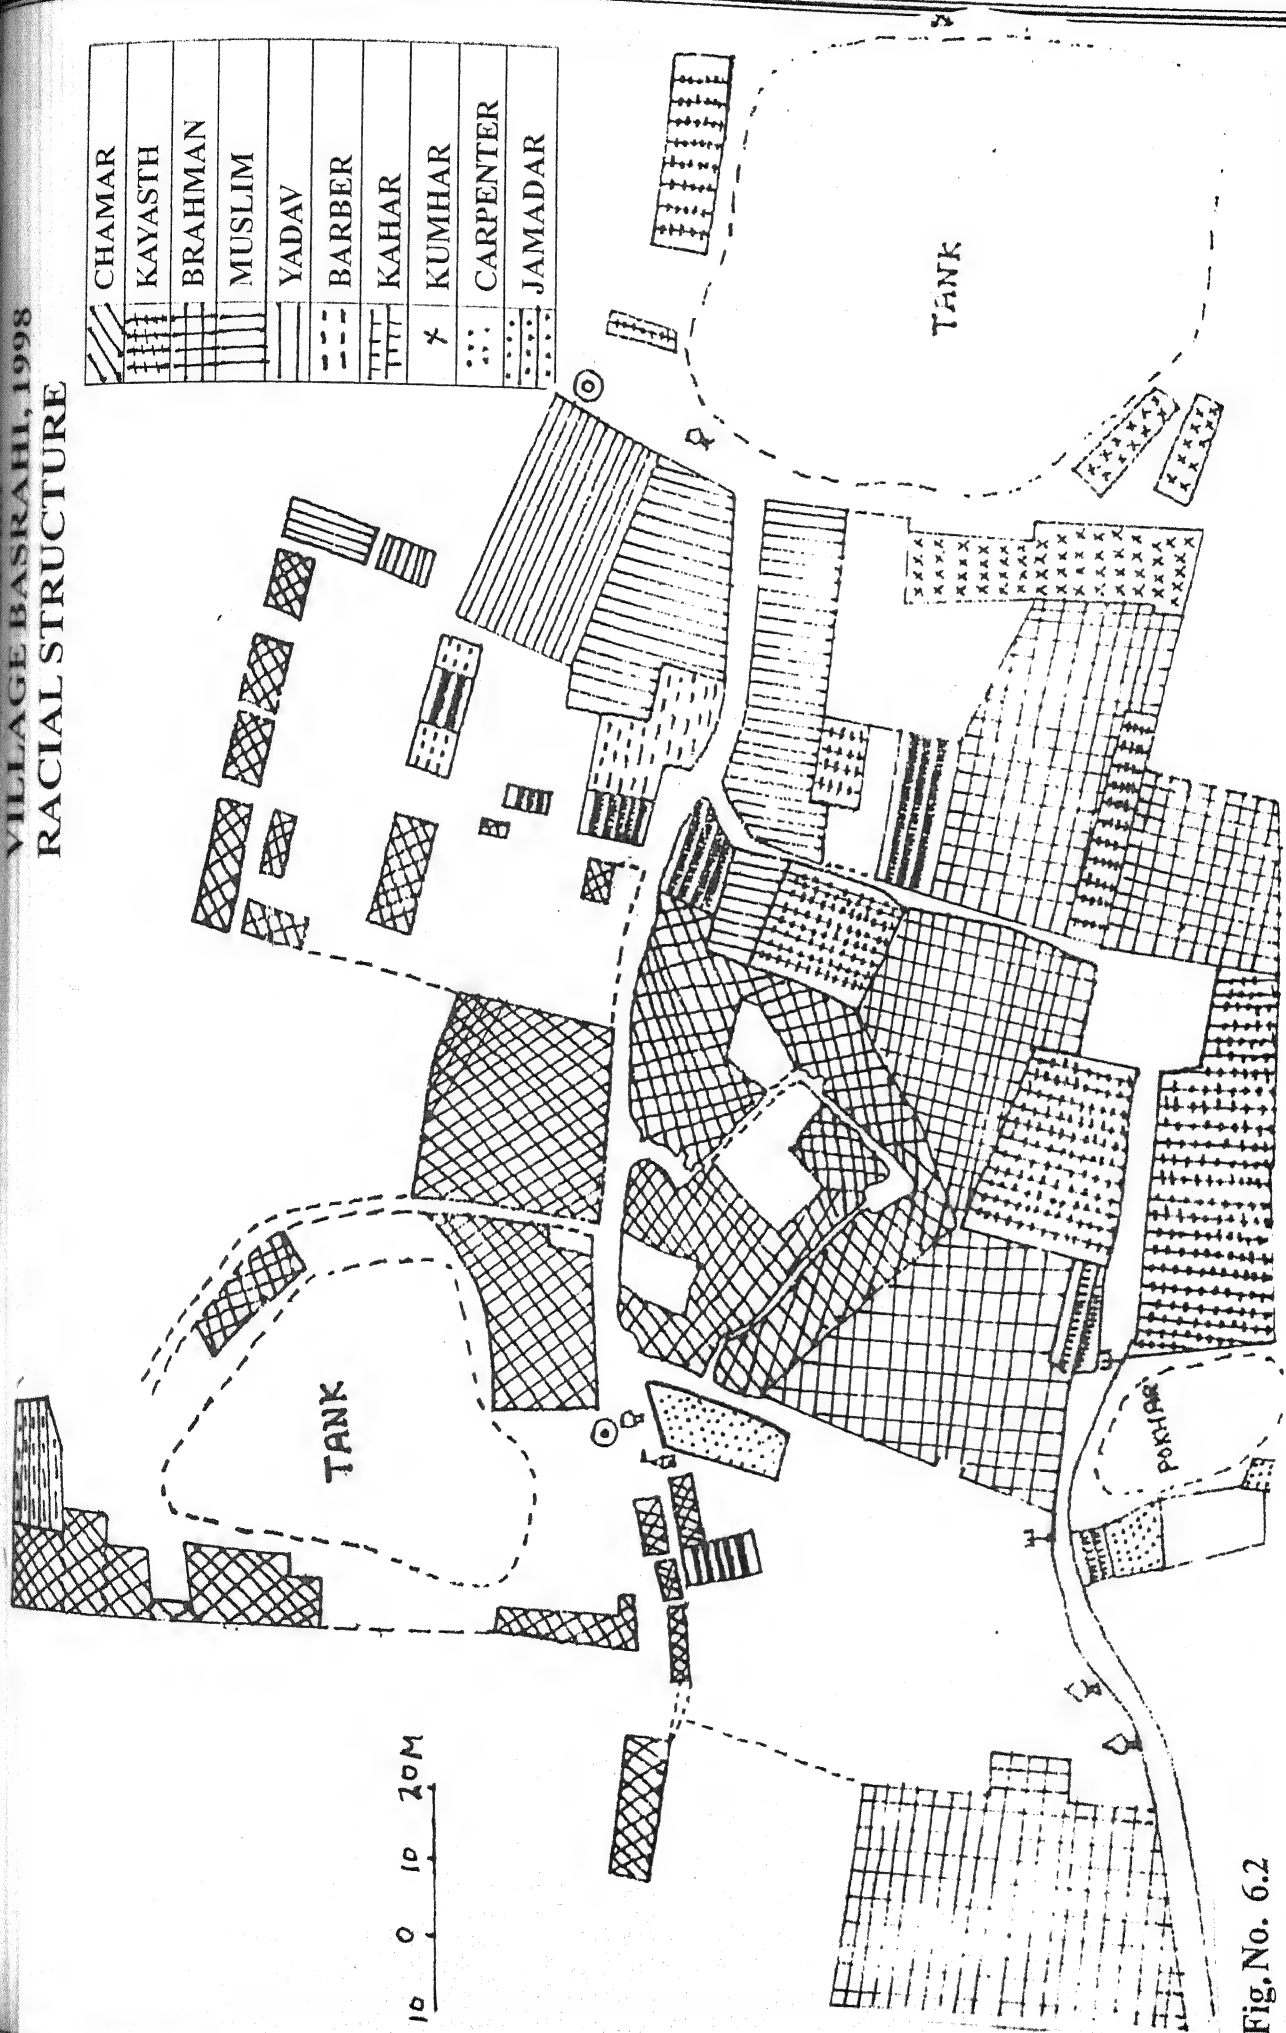 VILLAGE BASRAHI, 1998
RACIAL STRUCTURE
CHAMAR
KAYASTH
BRAHMAN
MUSLIM
YADAV
BARBER
KAHAR
KUMHAR
CARPENTER
JAMADAR
TANK
TANK
POKHAR
10 0 10 20M
Fig. No. 6.2